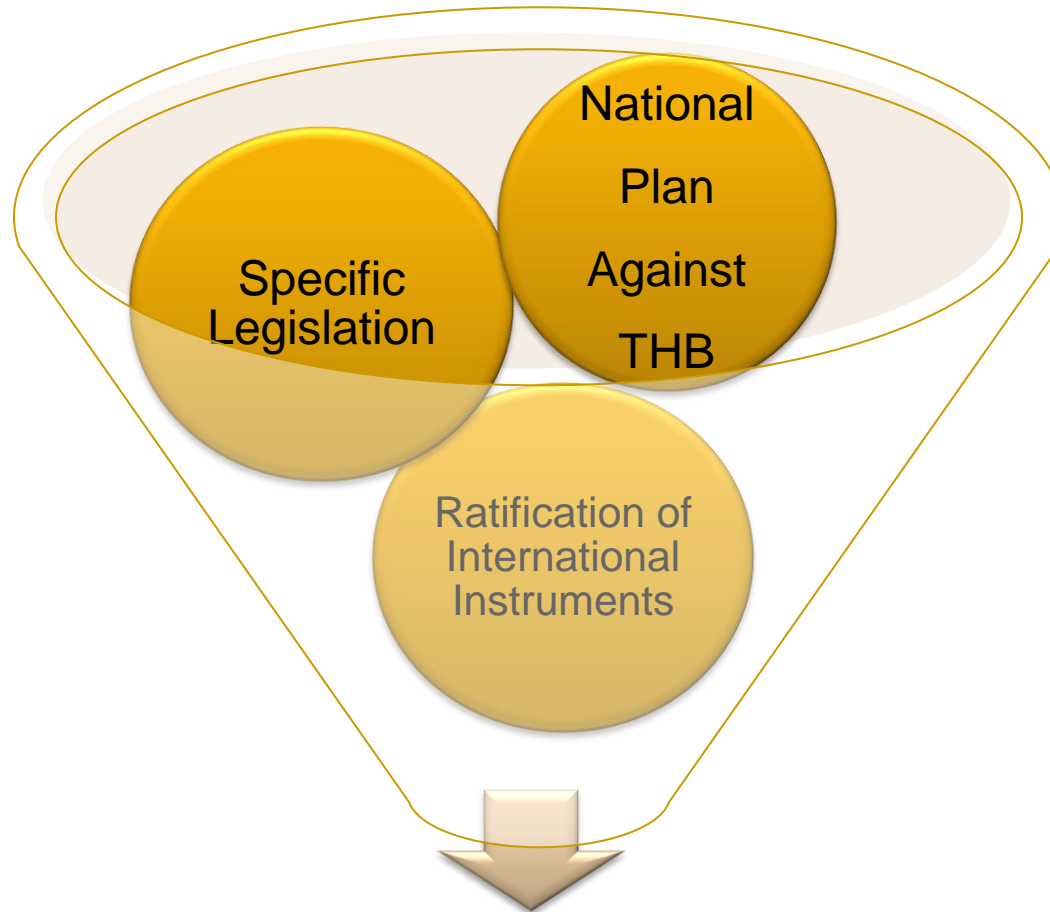 National
Plan
Against
THB
Specific
Legislation
Ratification of
International
Instruments